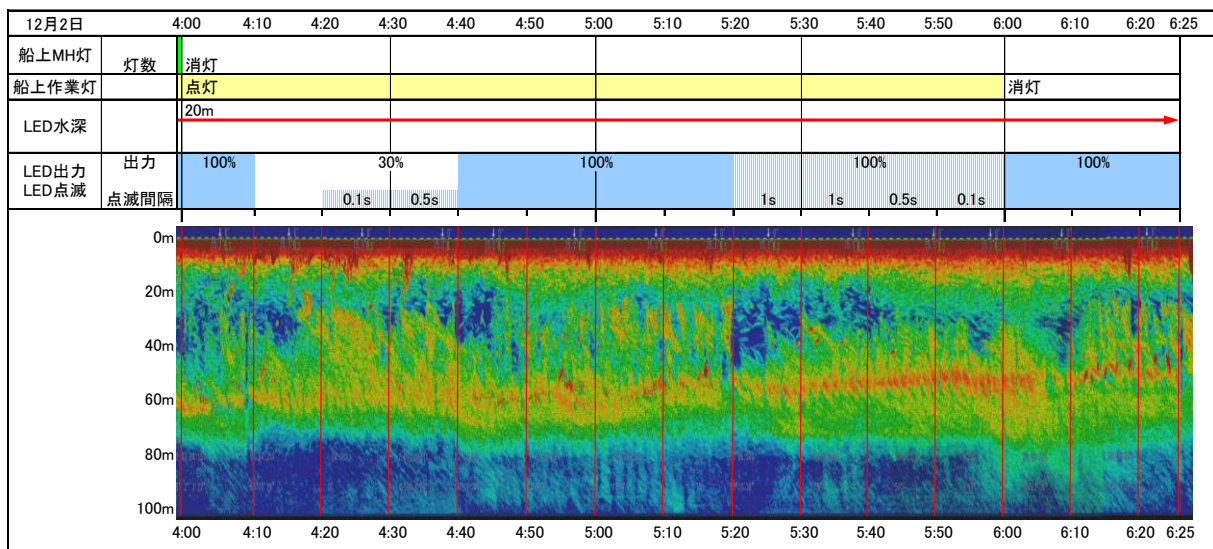 12月2日 4:00 4:10 4:20 4:30 4:40 4:50 5:00 5:10 5:20 5:30 5:40 5:50 6:00 6:10 6:20 6:25
船上MH灯 灯数 消灯
船上作業灯 点灯 消灯
LED水深 20m
LED出力 出力 100% 30% 100% 100% 100%
LED点滅 点滅間隔 0.1s 0.5s 1s 1s 0.5s 0.1s
0m
20m
40m
60m
80m
100m
4:00 4:10 4:20 4:30 4:40 4:50 5:00 5:10 5:20 5:30 5:40 5:50 6:00 6:10 6:20 6:25